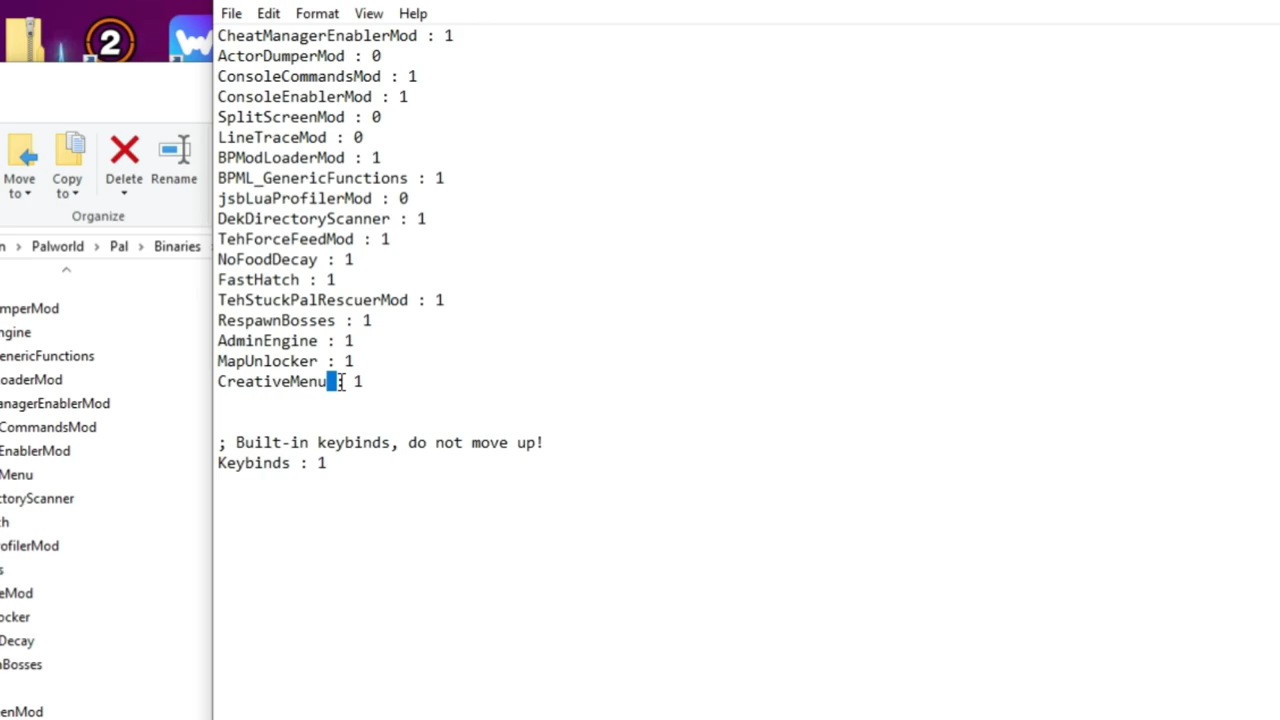 File Edit Format View Help
CheatManagerEnablerMod : 1
ActorDumperMod : 0
ConsoleCommandsMod : 1
ConsoleEnablerMod : 1
SplitScreenMod : 0
LineTraceMod : 0
BPModLoaderMod : 1
BPML_GenericFunctions : 1
jsbLuaProfilerMod : 0
DekDirectoryScanner : 1
TehForceFeedMod : 1
NoFoodDecay : 1
FastHatch : 1
TehStuckPalRescuerMod : 1
RespawnBosses : 1
AdminEngine : 1
MapUnlocker : 1
CreativeMenu : 1
; Built-in keybinds, do not move up!
Keybinds : 1
2
Move to
Copy to
Delete
Rename
Organize
n > Palworld > Pal > Binaries
mperMod
ngine
enericFunctions
oaderMod
anagerEnablerMod
CommandsMod
EnablerMod
Menu
ctoryScanner
ch
rofilerMod
s
eMod
ocker
Decay
nBosses
enMod